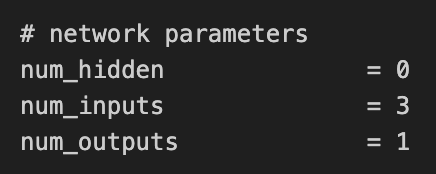 # network parameters
num_hidden              = 0
num_inputs              = 3
num_outputs             = 1